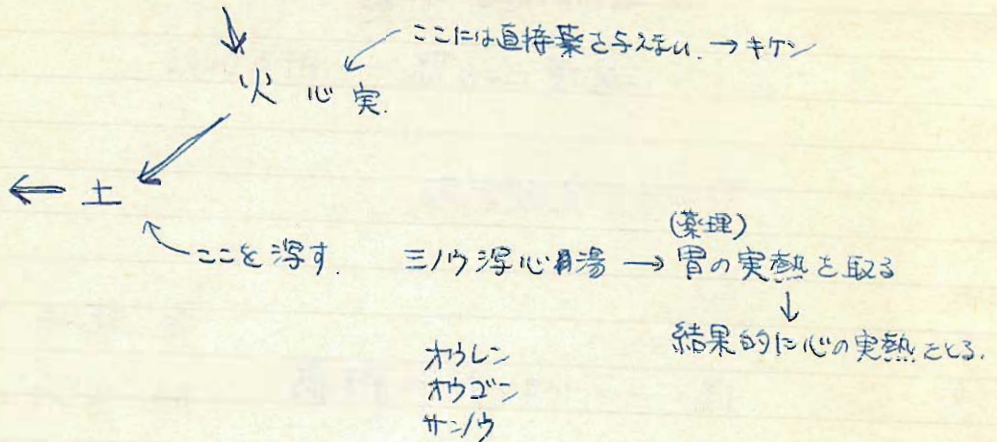 ここには直接薬を与えまい. → キケン
火 心 実.
← 土
ここを瀉す. 三ノウ瀉心湯 → 胃の実熱を取る
(薬理)
↓
結果的に心の実熱をとる.
オウレン
オウゴン
サンノウ